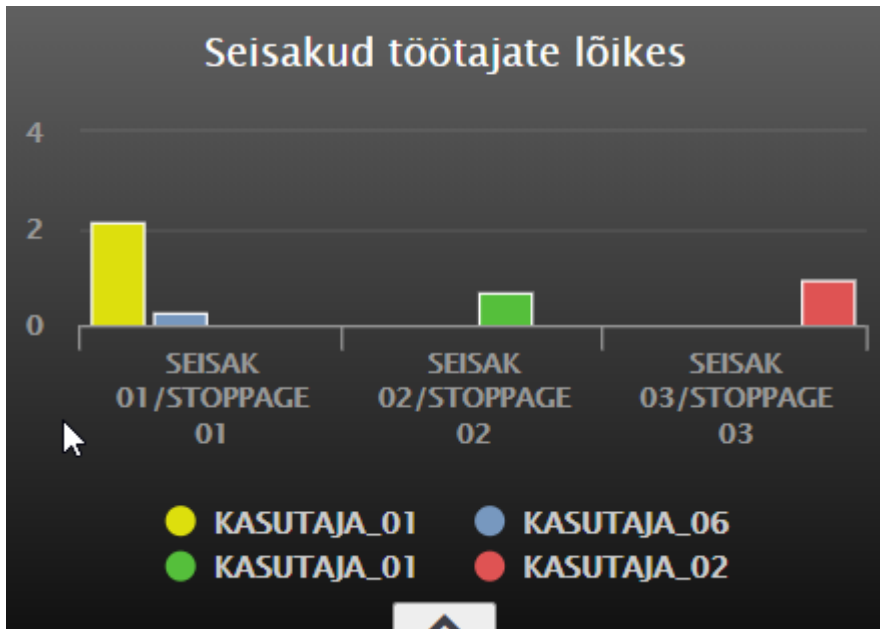 Seisakud töötajate lõikes
4
2
0
SEISAK
01/STOPPAGE
01
SEISAK
02/STOPPAGE
02
SEISAK
03/STOPPAGE
03
KASUTAJA_01
KASUTAJA_06
KASUTAJA_01
KASUTAJA_02